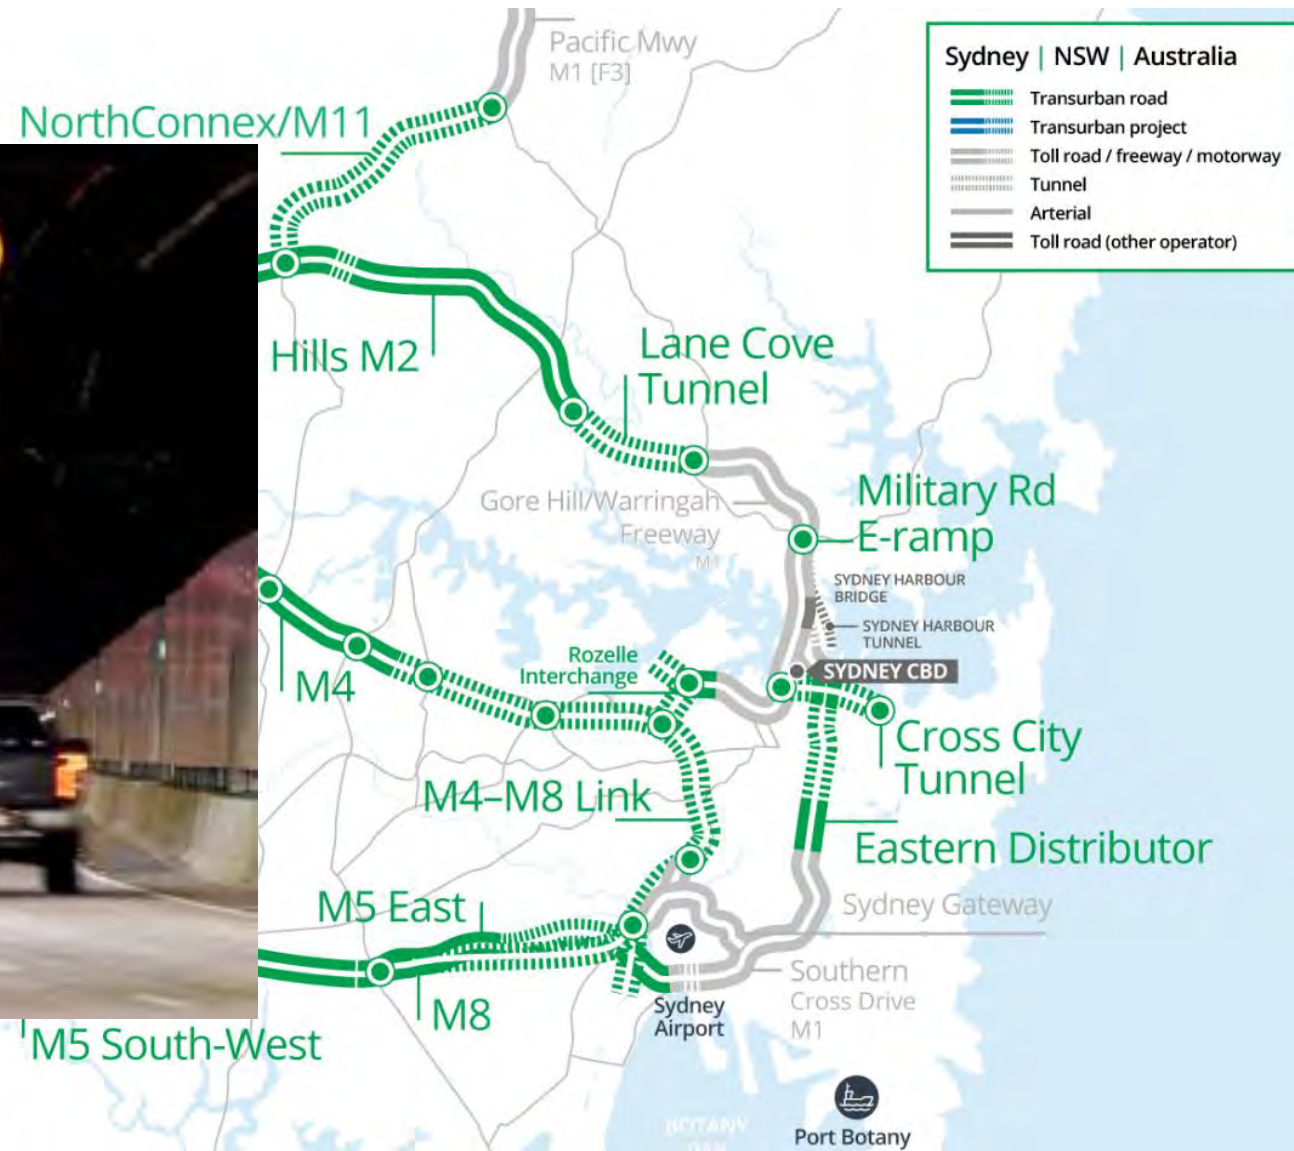 Pacific Mwy
M1 [F3]
Sydney | NSW | Australia
Transurban road
Transurban project
Toll road / freeway / motorway
Tunnel
Arterial
Toll road (other operator)
NorthConnex/M11
Hills M2
Lane Cove
Tunnel
Gore Hill/Warringah
Freeway
M1
Military Rd
E-ramp
SYDNEY HARBOUR
BRIDGE
SYDNEY HARBOUR
TUNNEL
Rozelle
Interchange
SYDNEY CBD
M4
Cross City
Tunnel
M4–M8 Link
Eastern Distributor
M5 East
Sydney Gateway
Southern
Cross Drive
M1
M8
Sydney
Airport
M5 South-West
Port Botany
BOTANY
BAY